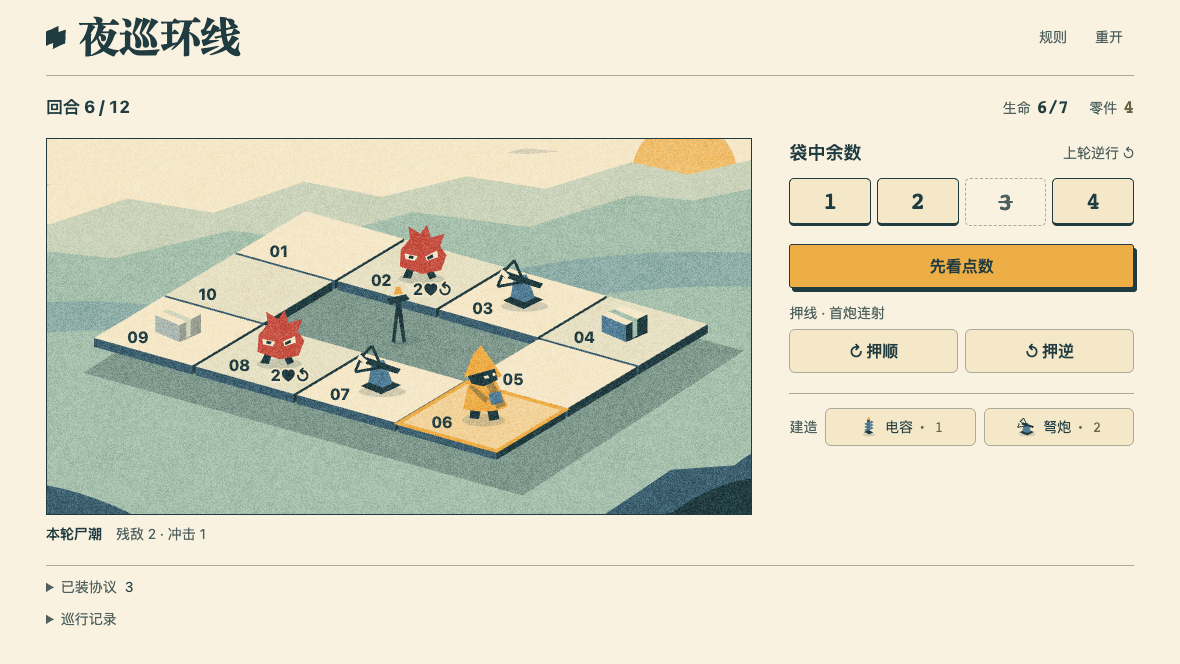 夜巡环线
规则 重开
回合 6 / 12
生命 6/7 零件 4
袋中余数 上轮逆行 ↺
1 2 3 4
先看点数
押线 · 首炮连射
↻ 押顺 ↺ 押逆
建造 电容 · 1 弩炮 · 2
01
02 2♥↺
03
04
05
06
07
08 2♥↺
09
10
本轮尸潮 残敌 2 · 冲击 1
▶ 已装协议 3
▶ 巡行记录